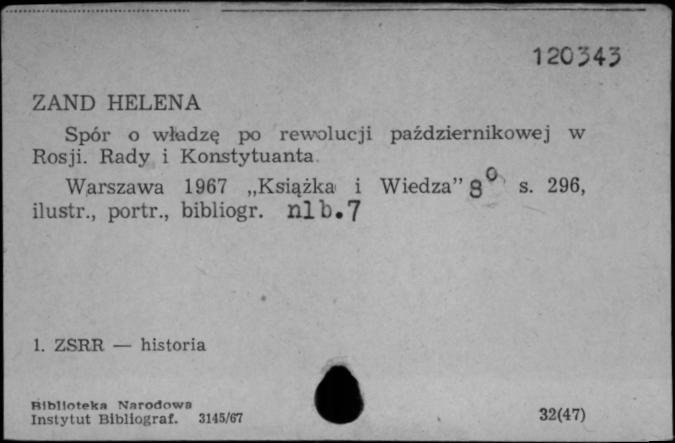 120343
ZAND HELENA
Spór o władzę po rewolucji październikowej w
Rosji. Rady i Konstytuanta.
Warszawa 1967 „Książka i Wiedza” 8º s. 296,
ilustr., portr., bibliogr. nlb.7
1. ZSRR — historia
Biblioteka Narodowa
Instytut Bibliograf. 3145/67
32(47)